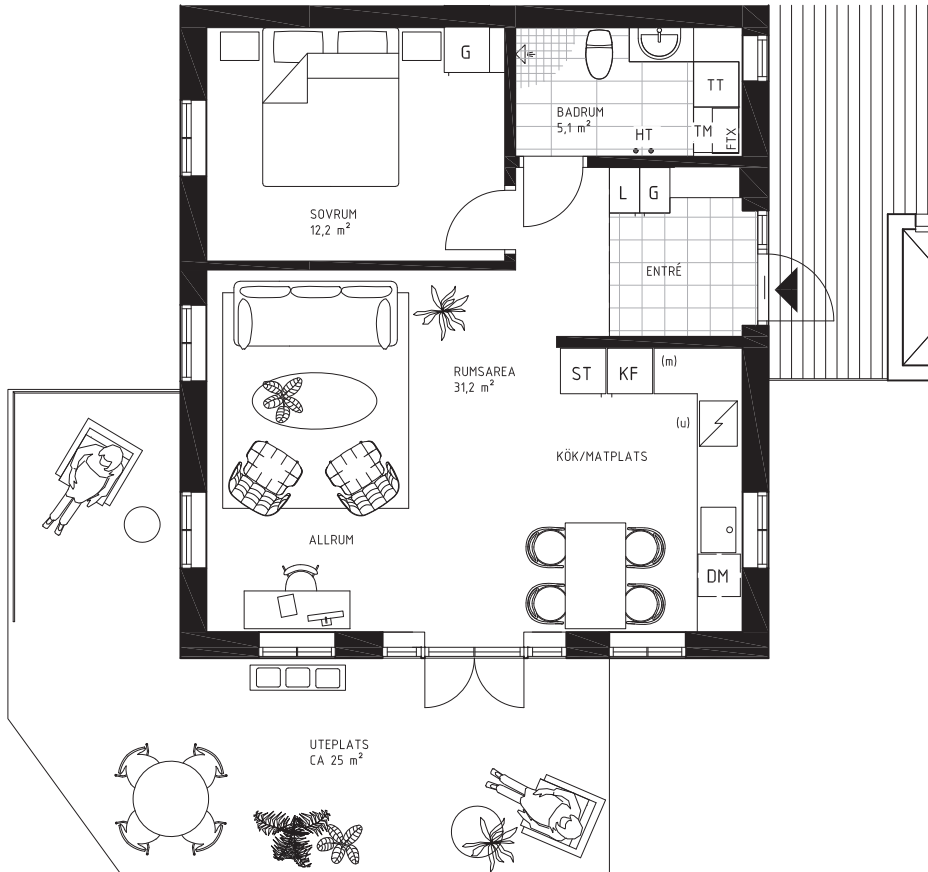 G
TT
BADRUM
5,1 m²
HT
TM
FTX
L
G
SOVRUM
12,2 m²
ENTRÉ
RUMSAREA
31,2 m²
ST
KF
(m)
(u)
KÖK/MATPLATS
ALLRUM
DM
UTEPLATS
CA 25 m²